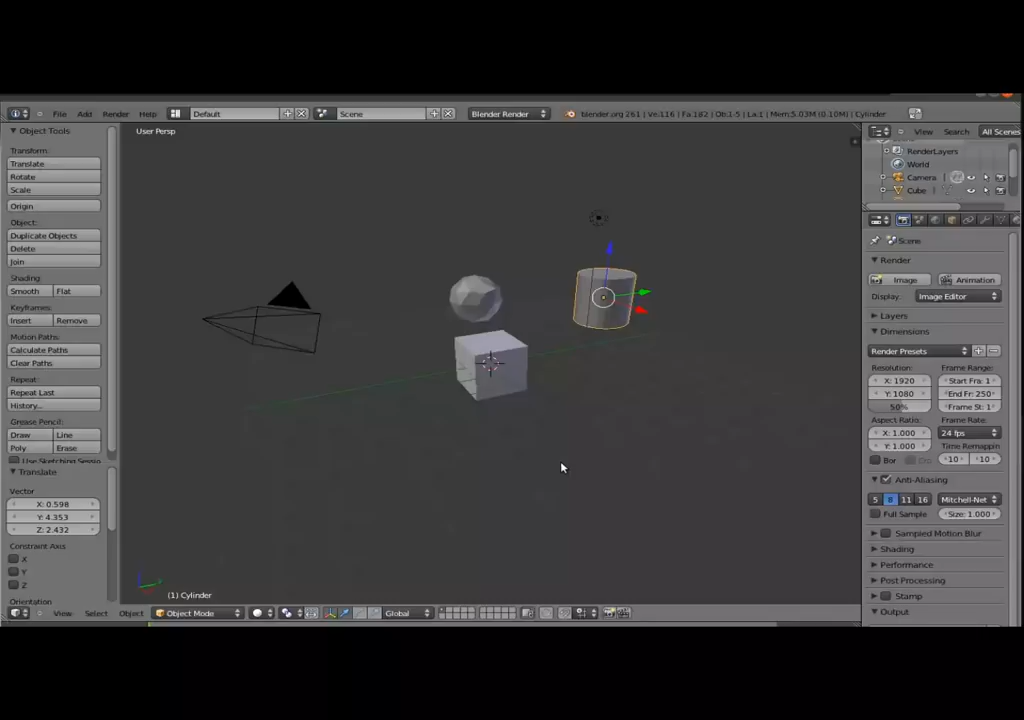 File Add Render Help Default Scene Blender Render blender.org 261 | Ve:116 | Fa:182 | Ob:1-5 | La:1 | Mem:5.03M (0.10M) | Cylinder
Object Tools
Transform:
Translate
Rotate
Scale
Origin
Object:
Duplicate Objects
Delete
Join
Shading:
Smooth Flat
Keyframes:
Insert Remove
Motion Paths:
Calculate Paths
Clear Paths
Repeat:
Repeat Last
History...
Grease Pencil:
Draw Line
Poly Erase
Use Sketching Sessio
Translate
Vector
X: 0.598
Y: 4.353
Z: 2.432
Constraint Axis
X
Y
Z
Orientation
User Persp
(1) Cylinder
View Select Object Object Mode Global
View Search All Scenes
RenderLayers
World
Camera
Cube
Scene
Render
Image Animation
Display: Image Editor
Layers
Dimensions
Render Presets
Resolution: Frame Range:
X: 1920 Start Fra: 1
Y: 1080 End Fr: 250
50% Frame St: 1
Aspect Ratio: Frame Rate:
X: 1.000 24 fps
Y: 1.000 Time Remappin
Bor Cro 10 10
Anti-Aliasing
5 8 11 16 Mitchell-Net
Full Sample Size: 1.000
Sampled Motion Blur
Shading
Performance
Post Processing
Stamp
Output